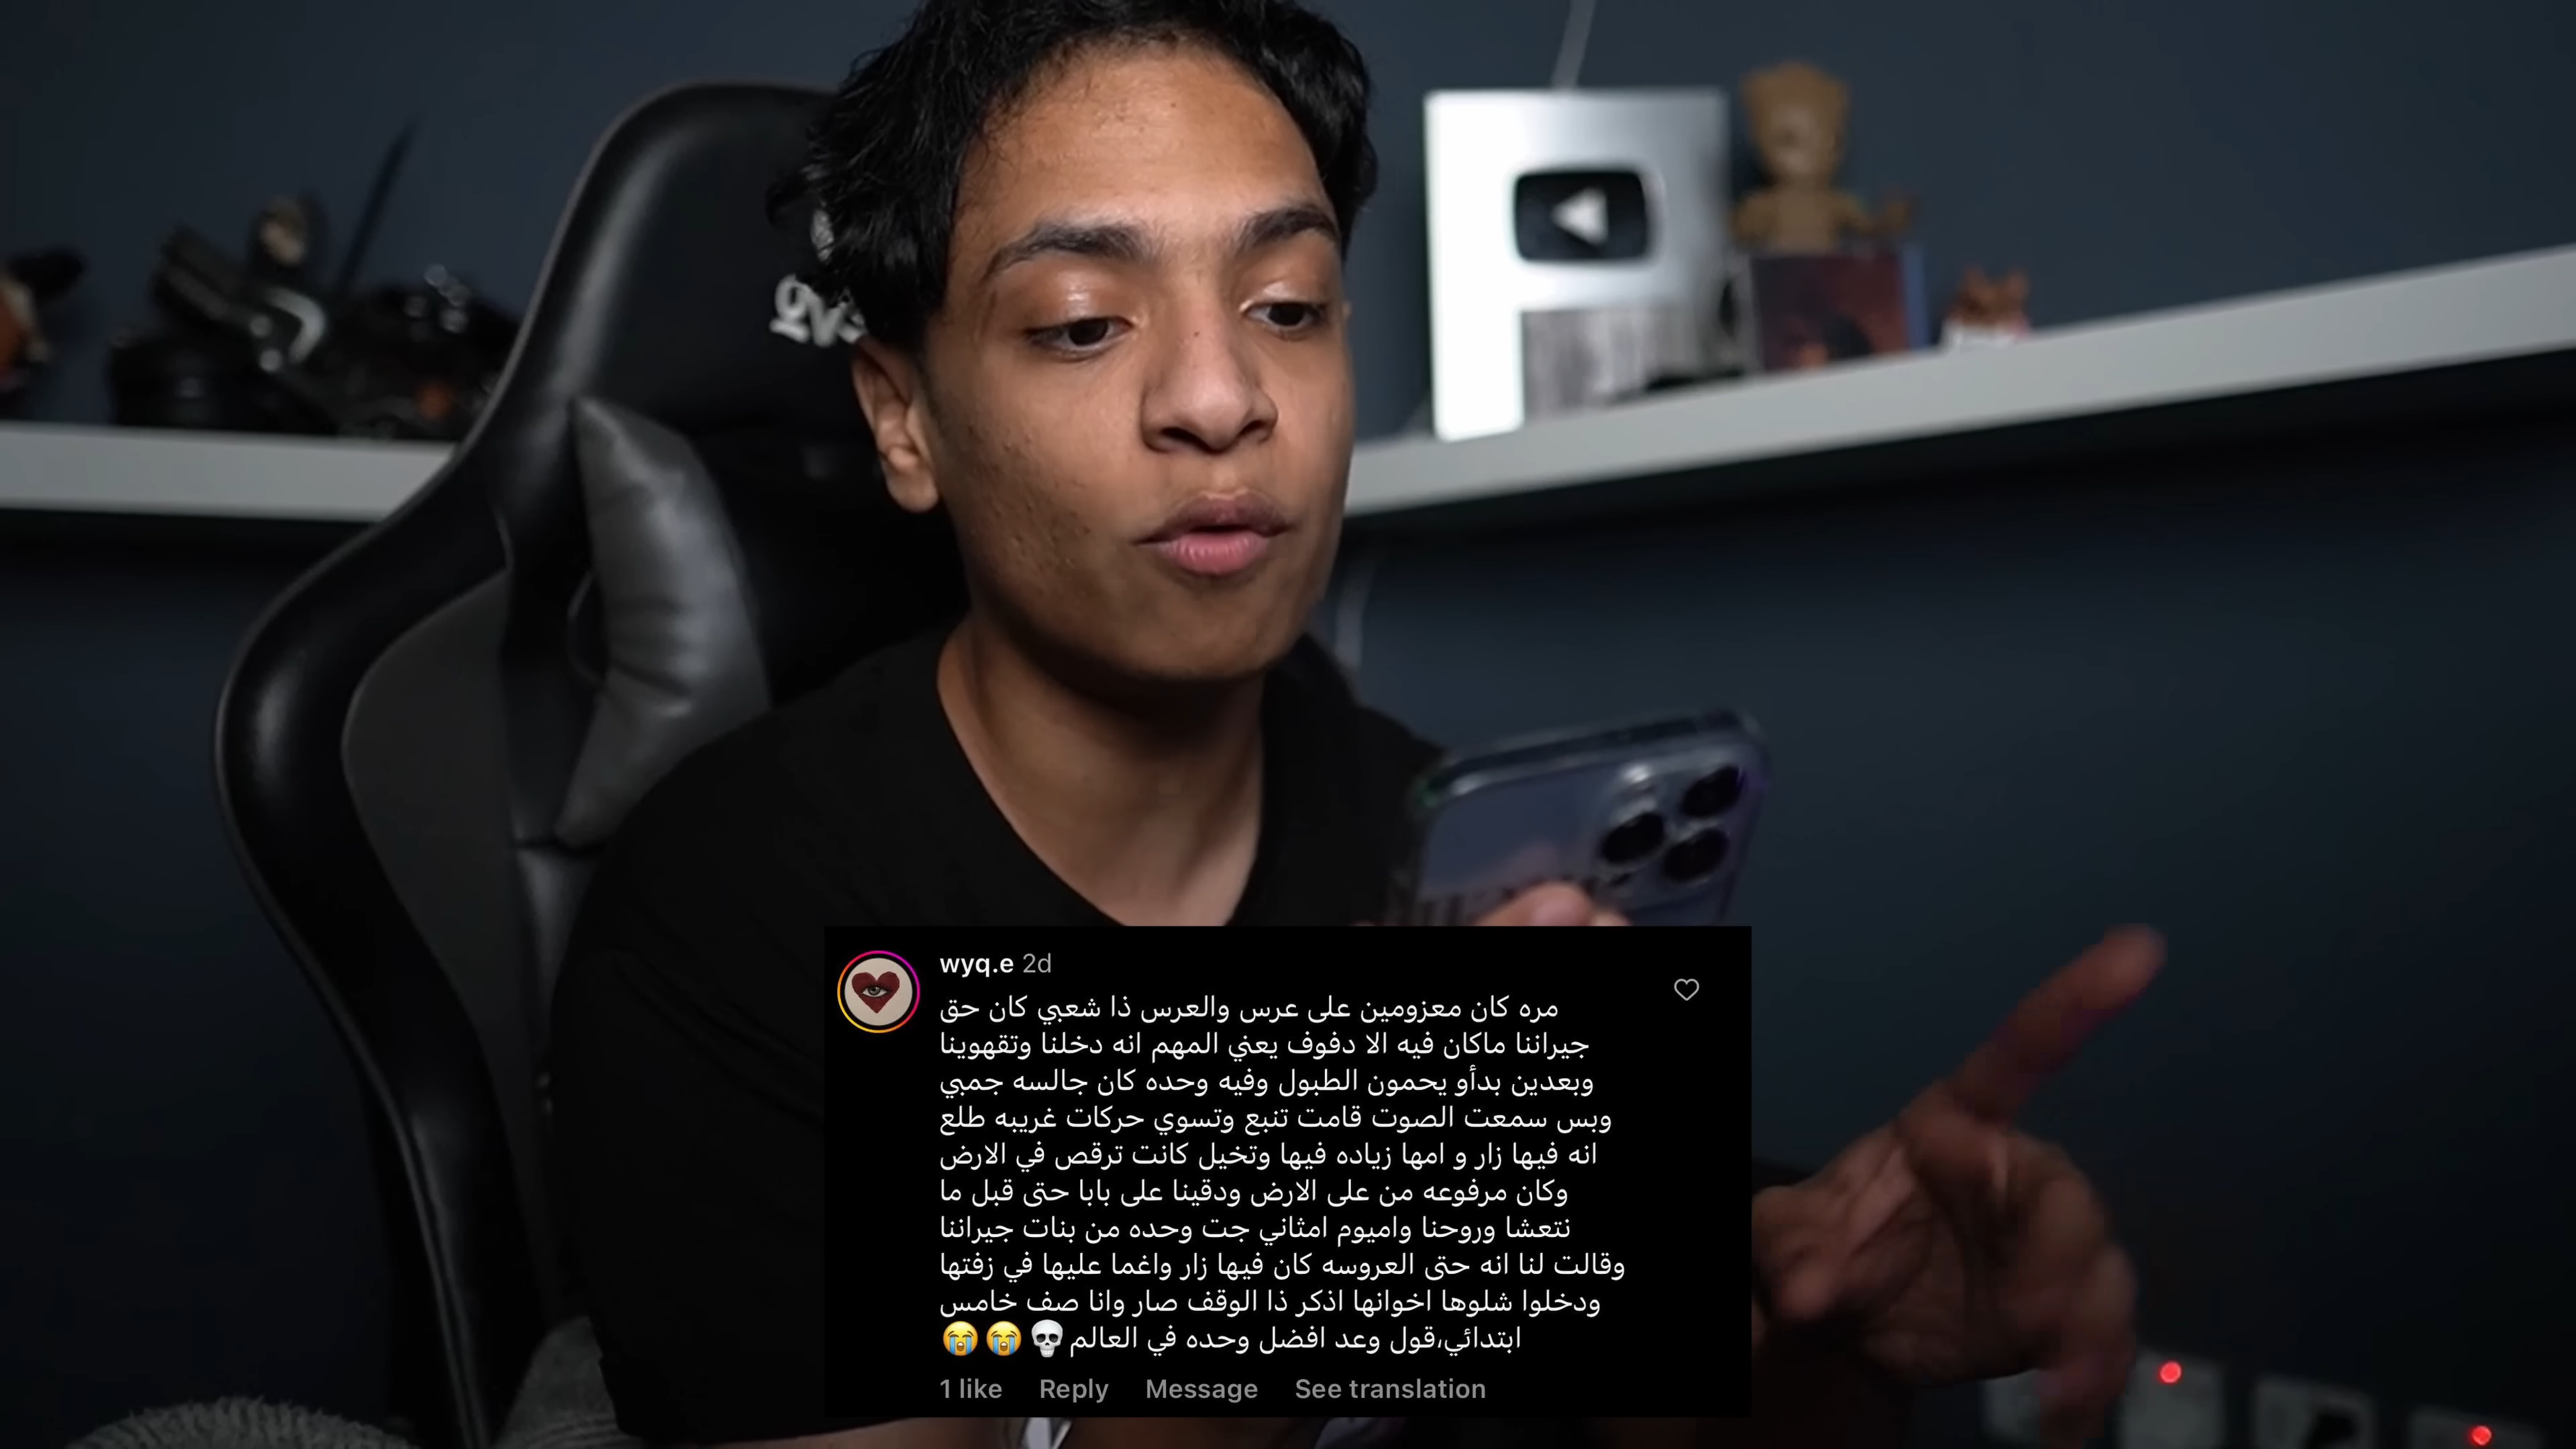 wyq.e 2d
مره كان معزومين على عرس والعرس ذا شعبي كان حق
جيراننا ماكان فيه الا دفوف يعني المهم انه دخلنا وتقهوينا
وبعدين بدأو يحمون الطبول وفيه وحده كان جالسه جمبي
وبس سمعت الصوت قامت تنبع وتسوي حركات غريبه طلع
انه فيها زار و امها زياده فيها وتخيل كانت ترقص في الارض
وكان مرفوعه من على الارض ودقينا على بابا حتى قبل ما
نتعشا وروحنا واميوم امثاني جت وحده من بنات جيراننا
وقالت لنا انه حتى العروسه كان فيها زار واغما عليها في زفتها
ودخلوا شلوها اخوانها اذكر ذا الوقف صار وانا صف خامس
ابتدائي،قول وعد افضل وحده في العالم💀😭😭
1 like Reply Message See translation